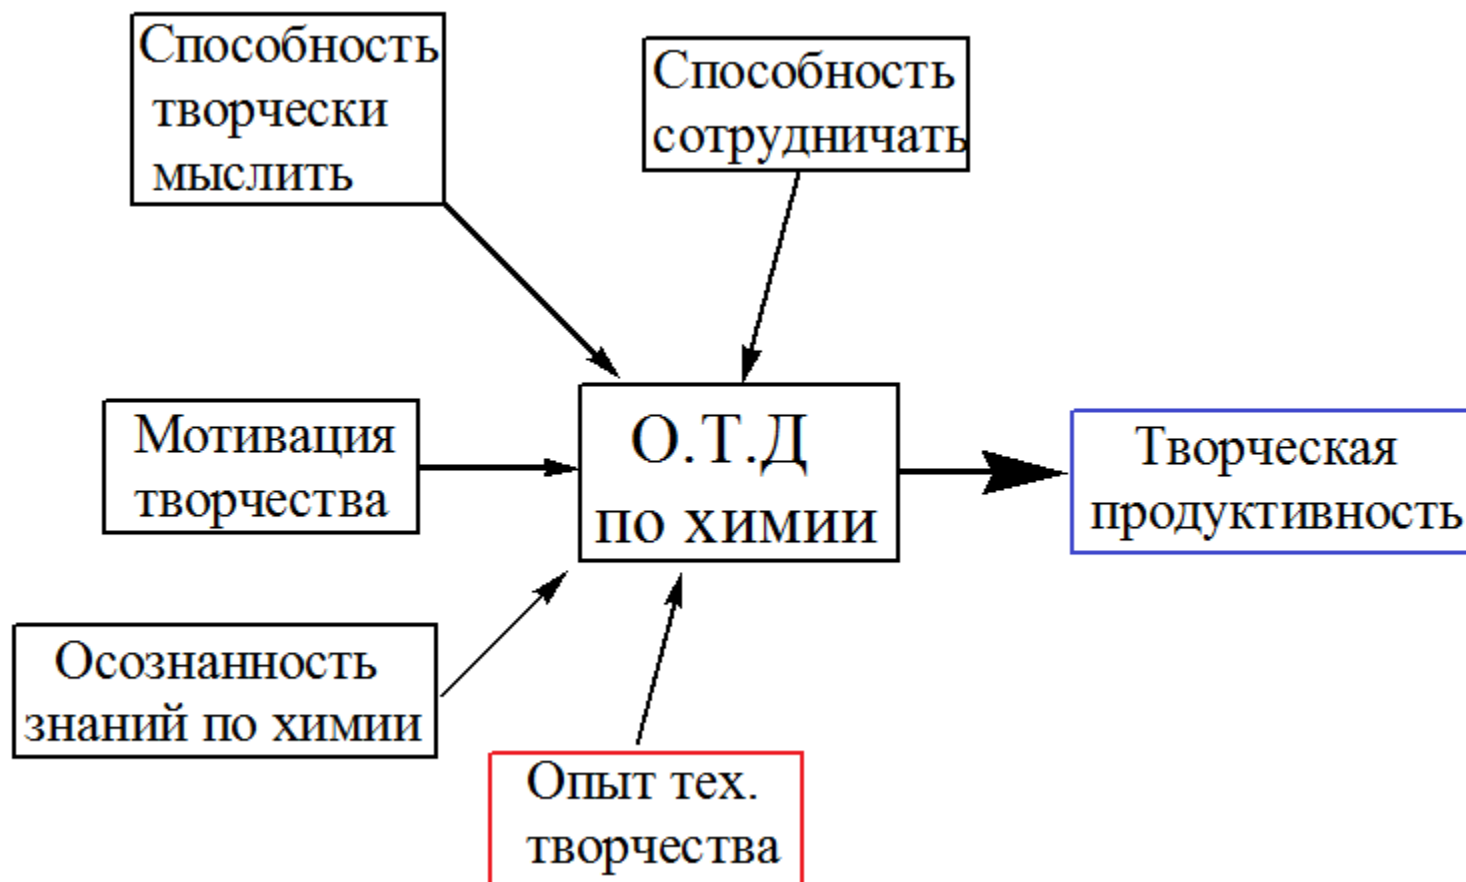 Способность
творчески
мыслить
Способность
сотрудничать
Мотивация
творчества
О.Т.Д
по химии
Творческая
продуктивность
Осознанность
знаний по химии
Опыт тех.
творчества